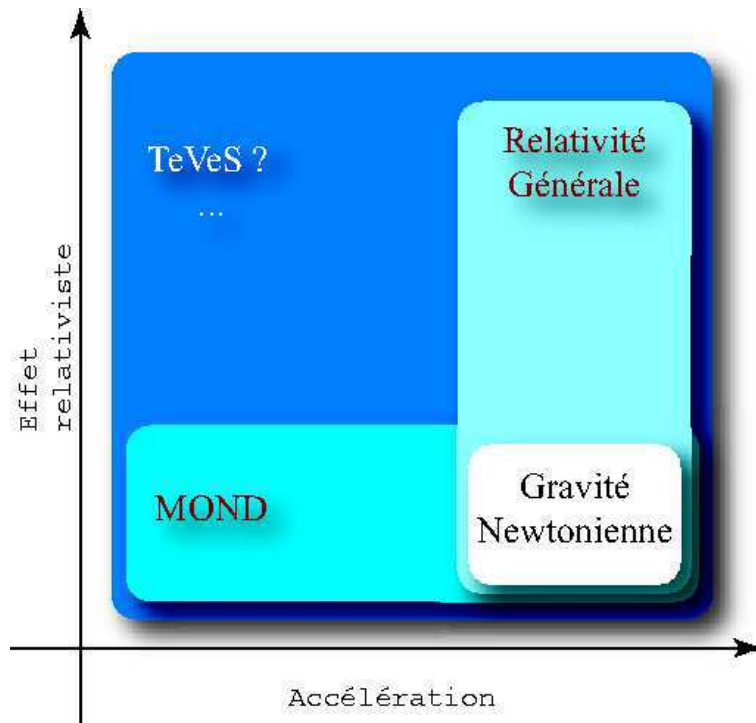 TeVeS ?
...
Relativité
Générale
MOND
Gravité
Newtonienne
Effet
relativiste
Accélération